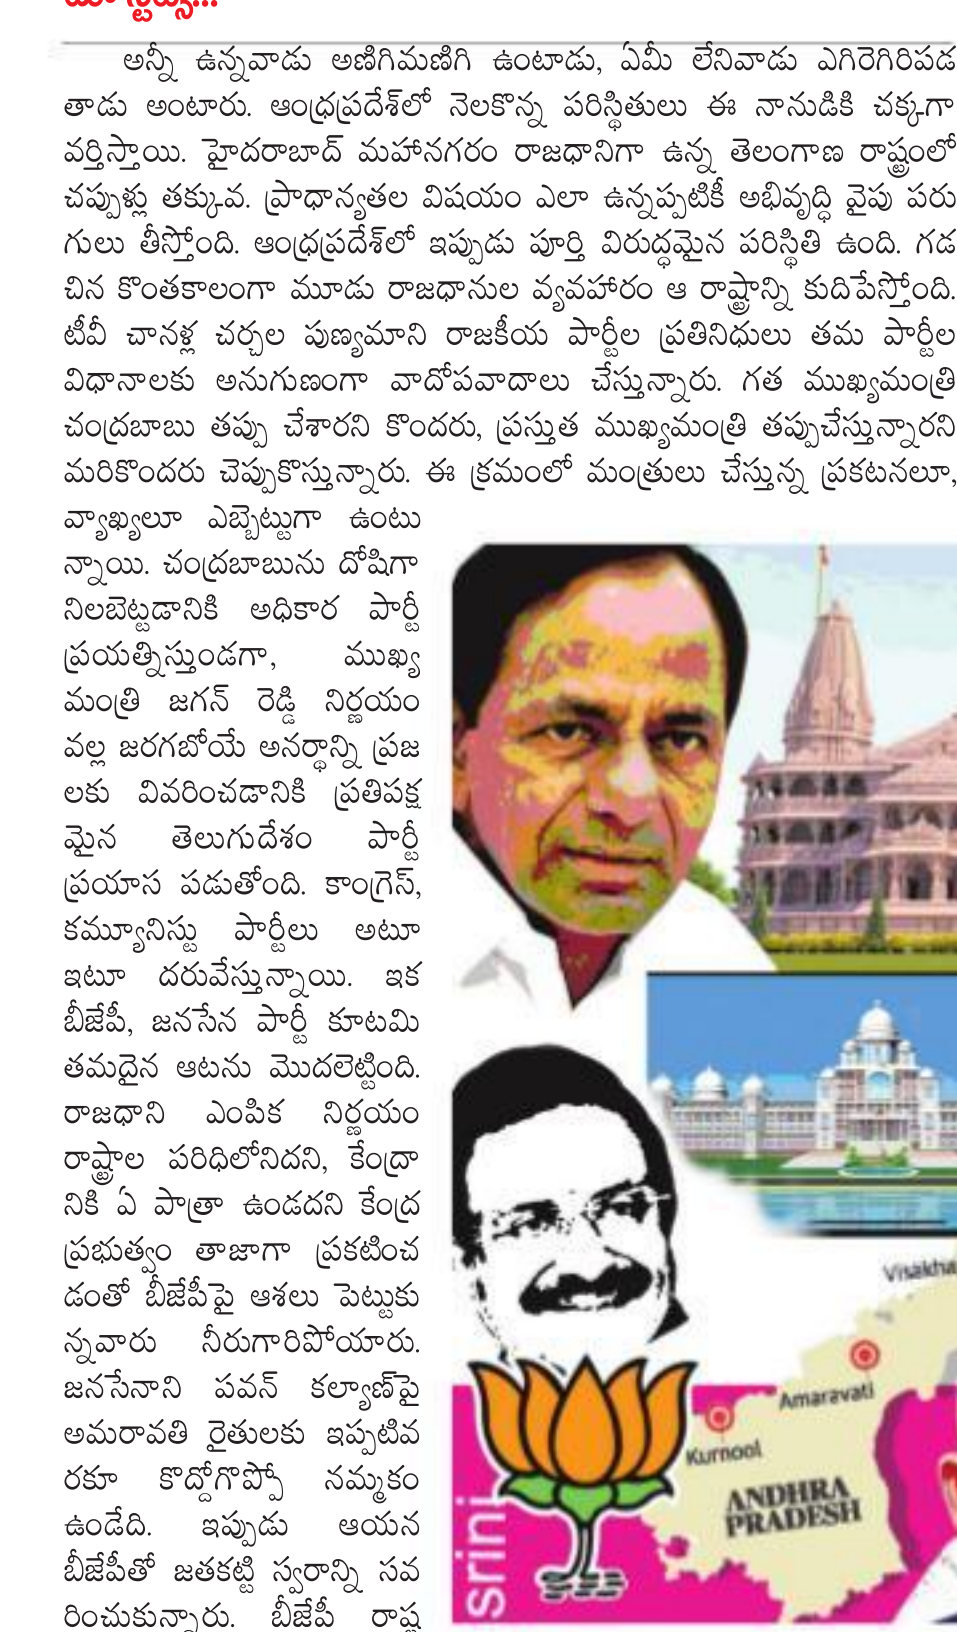 అన్నీ ఉన్నవాడు అణిగిమణిగి ఉంటాడు, ఏమీ లేనివాడు ఎగిరెగిరిపడ
తాడు అంటారు. ఆంధ్రప్రదేశ్‌లో నెలకొన్న పరిస్థితులు ఈ నానుడికి చక్కగా
వర్తిస్తాయి. హైదరాబాద్ మహానగరం రాజధానిగా ఉన్న తెలంగాణ రాష్ట్రంలో
చప్పుళ్లు తక్కువ. ప్రాధాన్యతల విషయం ఎలా ఉన్నప్పటికీ అభివృద్ధి వైపు పరు
గులు తీస్తోంది. ఆంధ్రప్రదేశ్‌లో ఇప్పుడు పూర్తి విరుద్ధమైన పరిస్థితి ఉంది. గడ
చిన కొంతకాలంగా మూడు రాజధానుల వ్యవహారం ఆ రాష్ట్రాన్ని కుదిపేస్తోంది.
టీవీ చానళ్ల చర్చల పుణ్యమాని రాజకీయ పార్టీల ప్రతినిధులు తమ పార్టీల
విధానాలకు అనుగుణంగా వాదోపవాదాలు చేస్తున్నారు. గత ముఖ్యమంత్రి
చంద్రబాబు తప్పు చేశారని కొందరు, ప్రస్తుత ముఖ్యమంత్రి తప్పుచేస్తున్నారని
మరికొందరు చెప్పుకొస్తున్నారు. ఈ క్రమంలో మంత్రులు చేస్తున్న ప్రకటనలూ,
వ్యాఖ్యలూ ఎబ్బెట్టుగా ఉంటు
న్నాయి. చంద్రబాబును దోషిగా
నిలబెట్టడానికి అధికార పార్టీ
ప్రయత్నిస్తుండగా, ముఖ్య
మంత్రి జగన్ రెడ్డి నిర్ణయం
వల్ల జరగబోయే అనర్థాన్ని ప్రజ
లకు వివరించడానికి ప్రతిపక్ష
మైన తెలుగుదేశం పార్టీ
ప్రయాస పడుతోంది. కాంగ్రెస్,
కమ్యూనిస్టు పార్టీలు అటూ
ఇటూ దరువేస్తున్నాయి. ఇక
బీజేపీ, జనసేన పార్టీ కూటమి
తమదైన ఆటను మొదలెట్టింది.
రాజధాని ఎంపిక నిర్ణయం
రాష్ట్రాల పరిధిలోనిదని, కేంద్రా
నికి ఏ పాత్రా ఉండదని కేంద్ర
ప్రభుత్వం తాజాగా ప్రకటించ
డంతో బీజేపీపై ఆశలు పెట్టుకు
న్నవారు నీరుగారిపోయారు.
జనసేనాని పవన్ కల్యాణ్‌పై
అమరావతి రైతులకు ఇప్పటివ
రకూ కొద్దోగొప్పో నమ్మకం
ఉండేది. ఇప్పుడు ఆయన
బీజేపీతో జతకట్టి స్వరాన్ని సవ
రించుకున్నారు. బీజేపీ రాష్ట్ర
Visakha
Amaravati
Kurnool
ANDHRA
PRADESH
srini